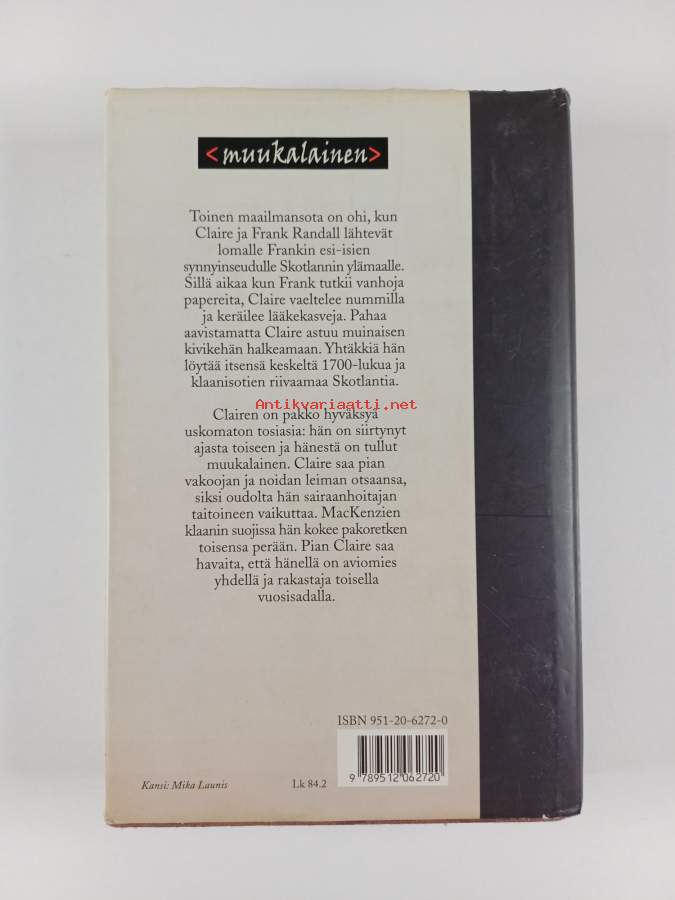 <muukalainen>
Toinen maailmansota on ohi, kun
Claire ja Frank Randall lähtevät
lomalle Frankin esi-isien
synnyinseudulle Skotlannin ylämaalle.
Sillä aikaa kun Frank tutkii vanhoja
papereita, Claire vaeltelee nummilla
ja keräilee lääkekasveja. Pahaa
aavistamatta Claire astuu muinaisen
kivikehän halkeamaan. Yhtäkkiä hän
löytää itsensä keskeltä 1700-lukua ja
klaanisotien riivaamaa Skotlantia.
Antikvariaatti.net
Clairen on pakko hyväksyä
uskomaton tosiasia: hän on siirtynyt
ajasta toiseen ja hänestä on tullut
muukalainen. Claire saa pian
vakoojan ja noidan leiman otsaansa,
siksi oudolta hän sairaanhoitajan
taitoineen vaikuttaa. MacKenzien
klaanin suojissa hän kokee pakoretken
toisensa perään. Pian Claire saa
havaita, että hänellä on aviomies
yhdellä ja rakastaja toisella
vuosisadalla.
ISBN 951-20-6272-0
9 789512 062720
Kansi: Mika Launis
Lk 84.2